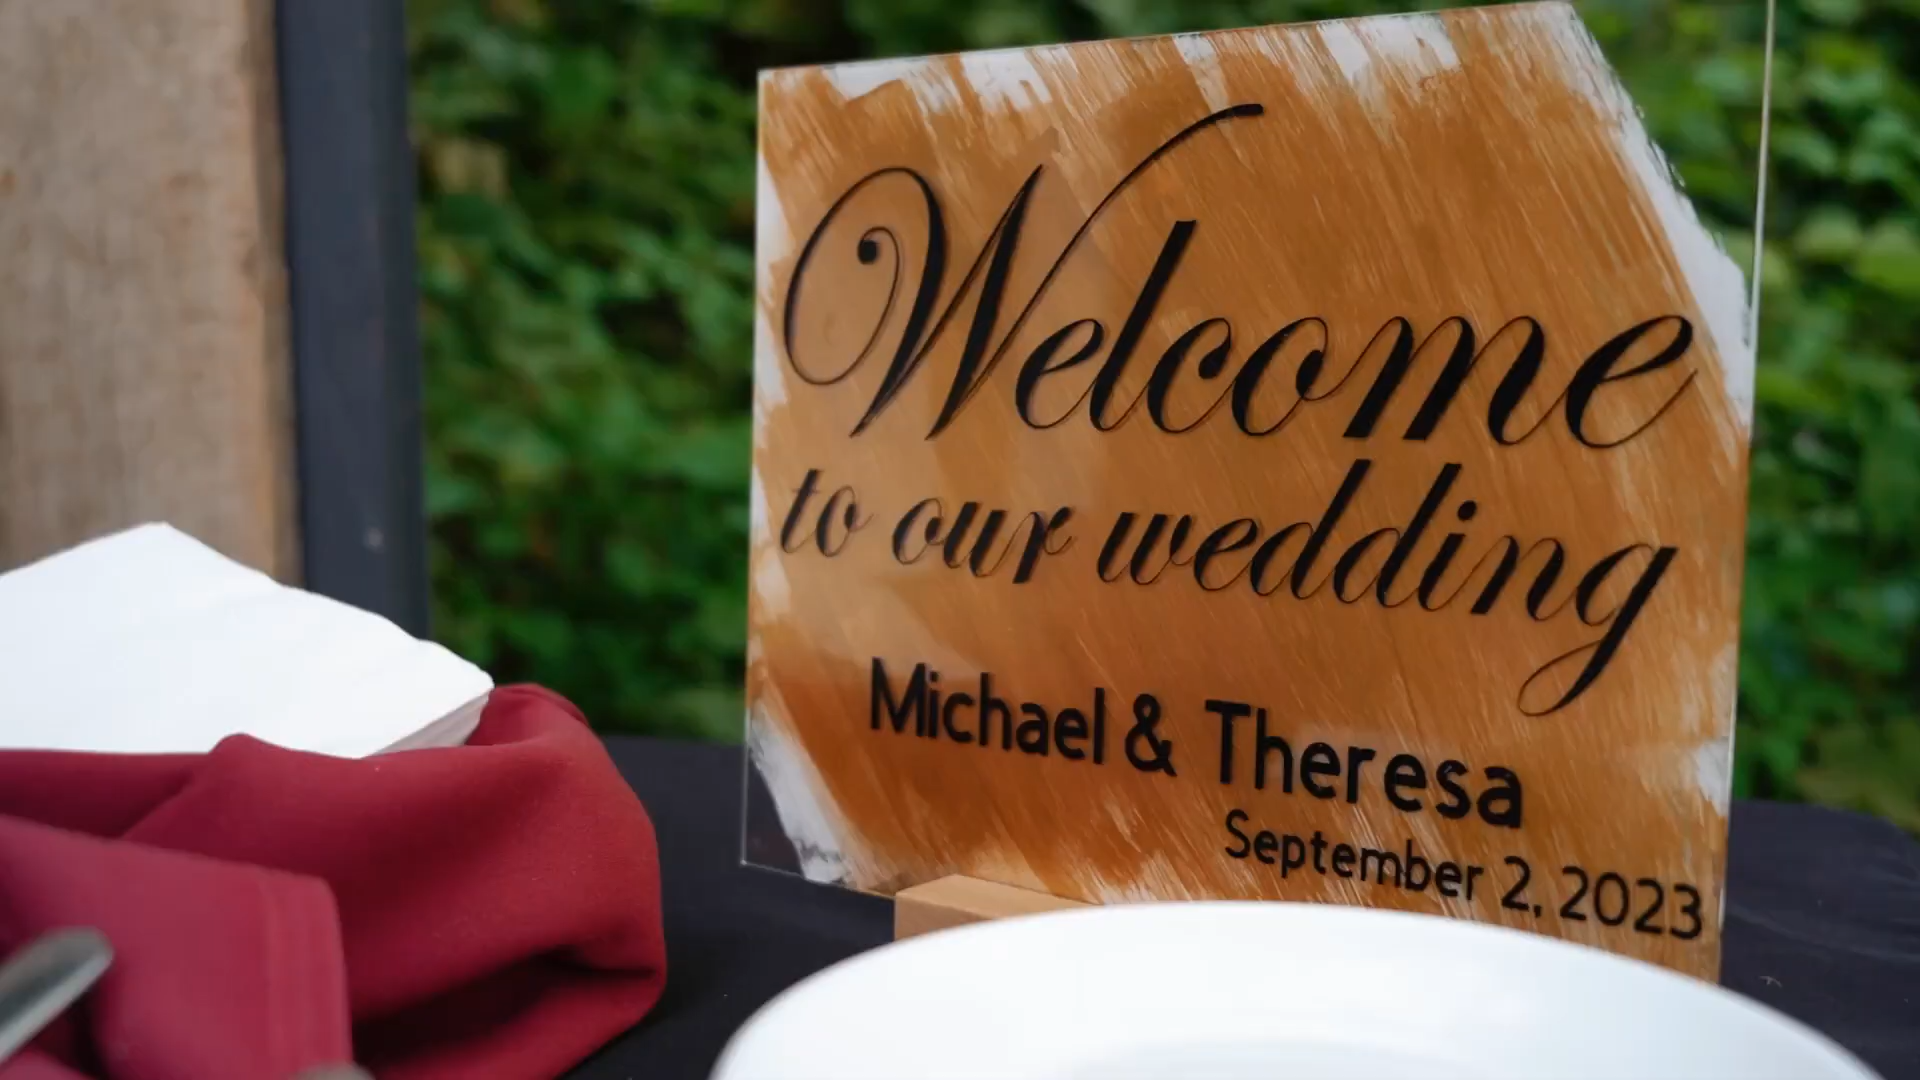 Welcome
to our wedding
Michael & Theresa
September 2, 2023